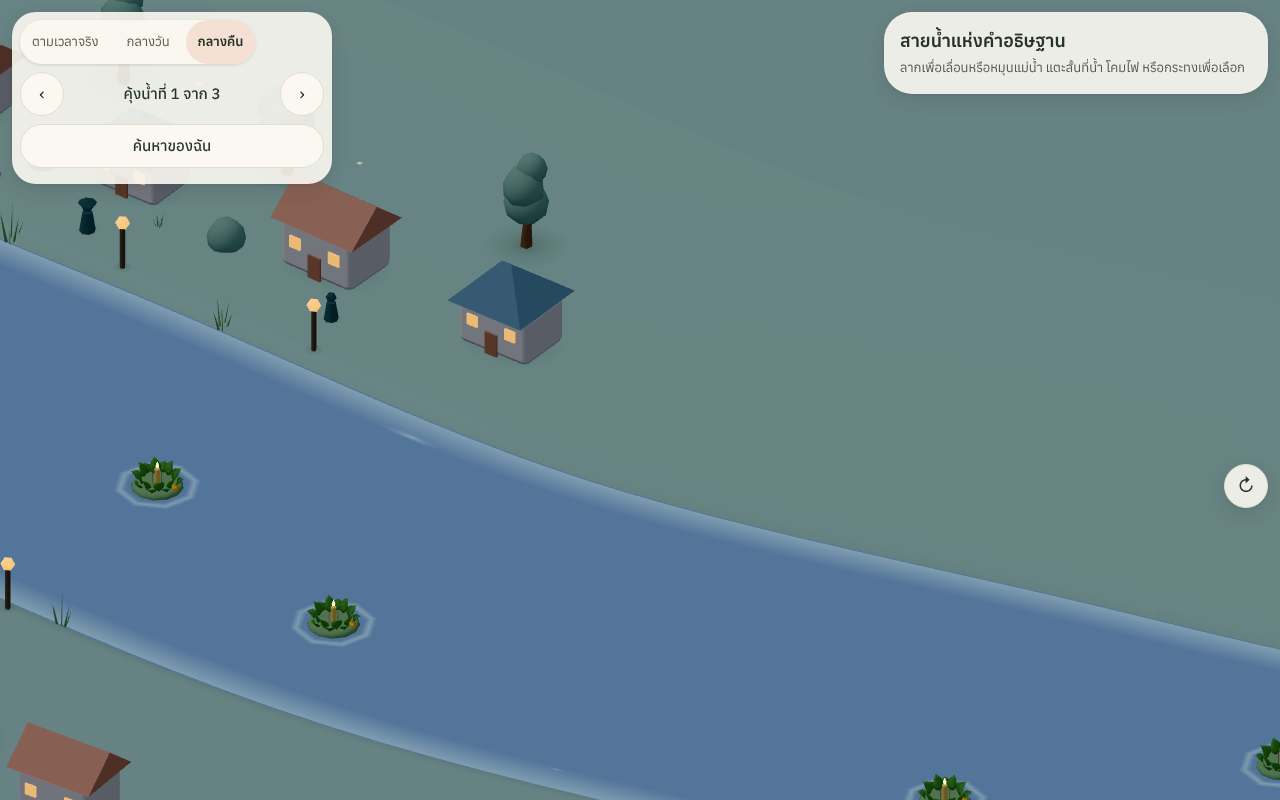 ตามเวลาจริง กลางวัน กลางคืน
‹ คุ้งน้ำที่ 1 จาก 3 ›
ค้นหาของฉัน
สายน้ำแห่งคำอธิษฐาน
ลากเพื่อเลื่อนหรือหมุนแม่น้ำ แตะสั้นที่น้ำ โคมไฟ หรือกระทงเพื่อเลือก